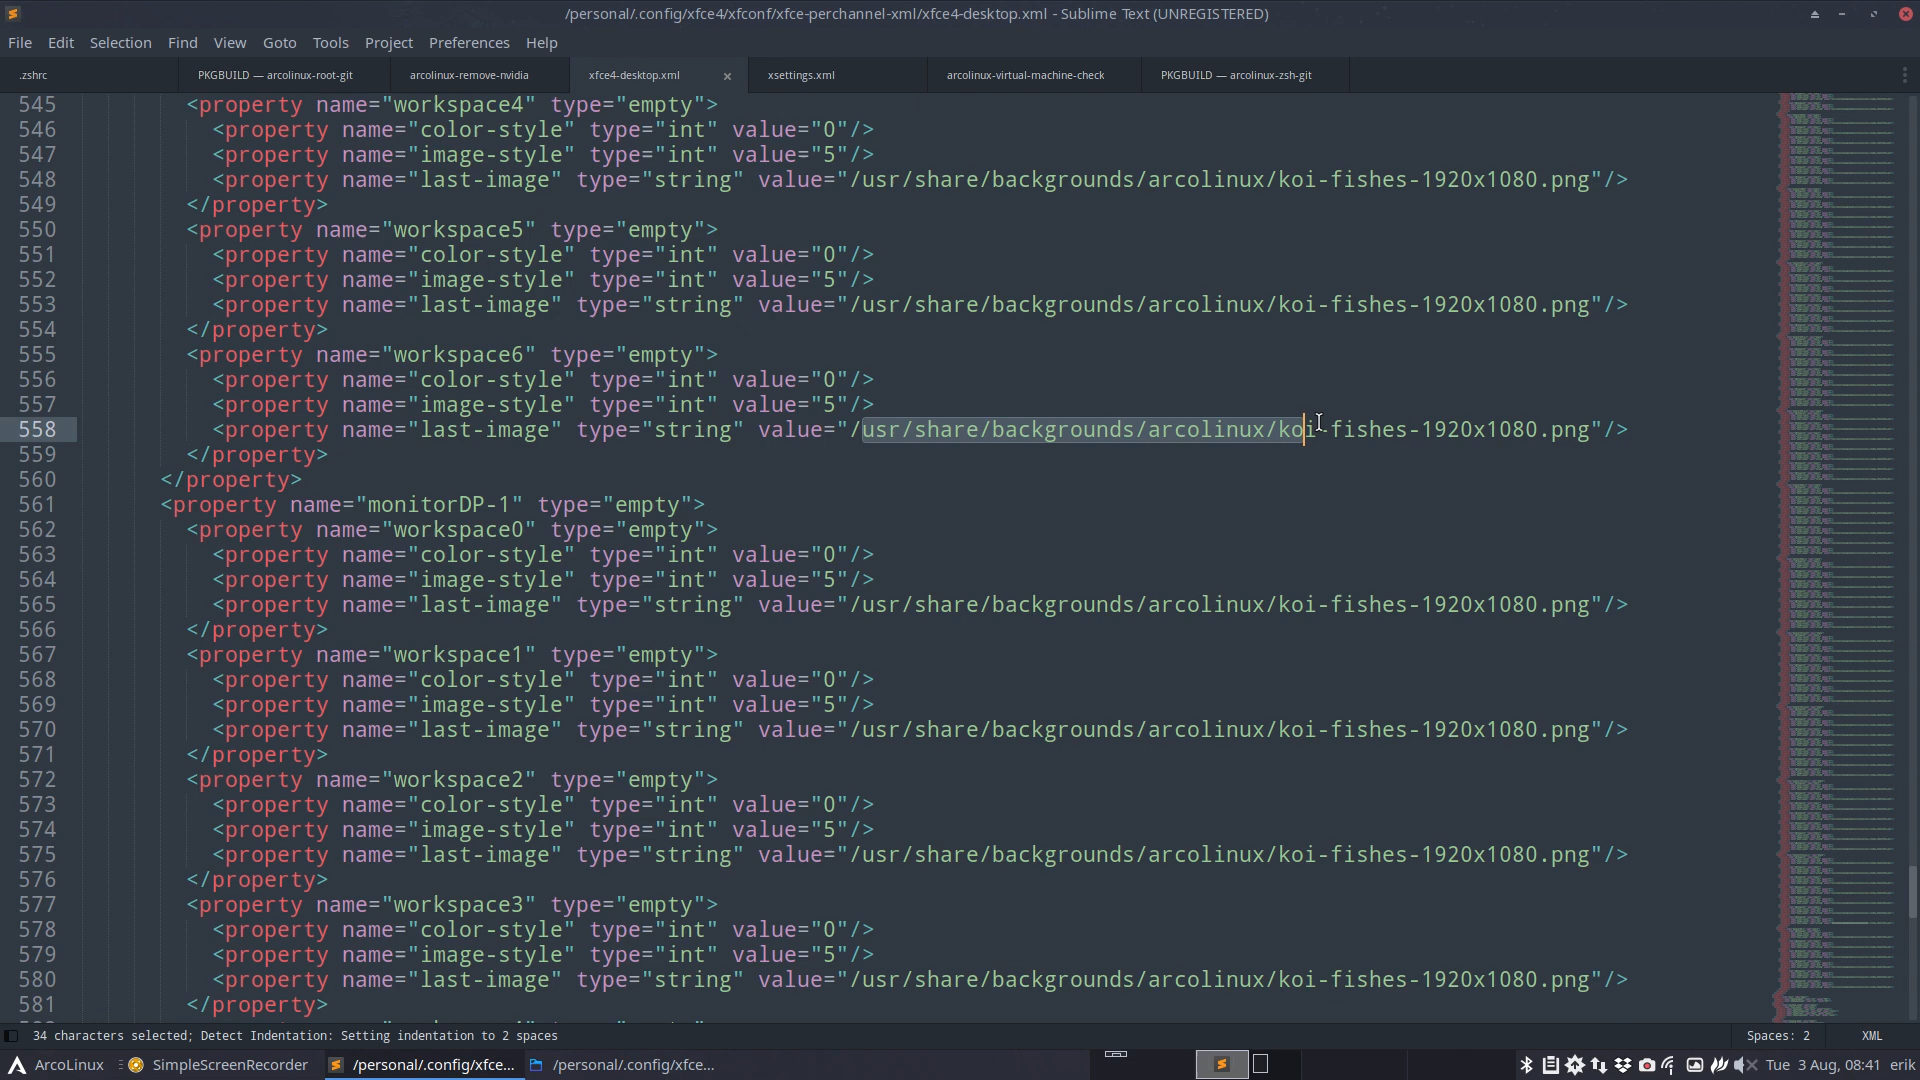 /personal/.config/xfce4/xfconf/xfce-perchannel-xml/xfce4-desktop.xml - Sublime Text (UNREGISTERED)
File Edit Selection Find View Goto Tools Project Preferences Help
.zshrc PKGBUILD — arcolinux-root-git arcolinux-remove-nvidia xfce4-desktop.xml × xsettings.xml arcolinux-virtual-machine-check PKGBUILD — arcolinux-zsh-git
545 <property name="workspace4" type="empty">
546 <property name="color-style" type="int" value="0"/>
547 <property name="image-style" type="int" value="5"/>
548 <property name="last-image" type="string" value="/usr/share/backgrounds/arcolinux/koi-fishes-1920x1080.png"/>
549 </property>
550 <property name="workspace5" type="empty">
551 <property name="color-style" type="int" value="0"/>
552 <property name="image-style" type="int" value="5"/>
553 <property name="last-image" type="string" value="/usr/share/backgrounds/arcolinux/koi-fishes-1920x1080.png"/>
554 </property>
555 <property name="workspace6" type="empty">
556 <property name="color-style" type="int" value="0"/>
557 <property name="image-style" type="int" value="5"/>
558 <property name="last-image" type="string" value="/usr/share/backgrounds/arcolinux/koi-fishes-1920x1080.png"/>
559 </property>
560 </property>
561 <property name="monitorDP-1" type="empty">
562 <property name="workspace0" type="empty">
563 <property name="color-style" type="int" value="0"/>
564 <property name="image-style" type="int" value="5"/>
565 <property name="last-image" type="string" value="/usr/share/backgrounds/arcolinux/koi-fishes-1920x1080.png"/>
566 </property>
567 <property name="workspace1" type="empty">
568 <property name="color-style" type="int" value="0"/>
569 <property name="image-style" type="int" value="5"/>
570 <property name="last-image" type="string" value="/usr/share/backgrounds/arcolinux/koi-fishes-1920x1080.png"/>
571 </property>
572 <property name="workspace2" type="empty">
573 <property name="color-style" type="int" value="0"/>
574 <property name="image-style" type="int" value="5"/>
575 <property name="last-image" type="string" value="/usr/share/backgrounds/arcolinux/koi-fishes-1920x1080.png"/>
576 </property>
577 <property name="workspace3" type="empty">
578 <property name="color-style" type="int" value="0"/>
579 <property name="image-style" type="int" value="5"/>
580 <property name="last-image" type="string" value="/usr/share/backgrounds/arcolinux/koi-fishes-1920x1080.png"/>
581 </property>
34 characters selected; Detect Indentation: Setting indentation to 2 spaces Spaces: 2 XML
ArcoLinux SimpleScreenRecorder /personal/.config/xfce... /personal/.config/xfce... Tue 3 Aug, 08:41 erik